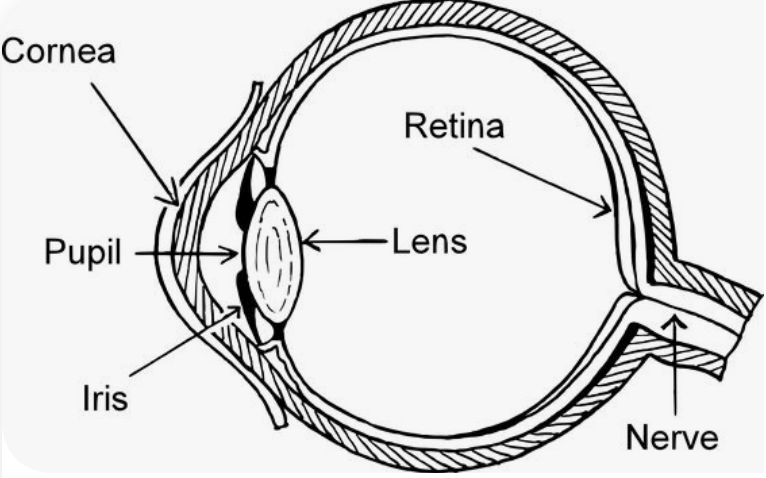 Cornea
Retina
Pupil
Lens
Iris
Nerve